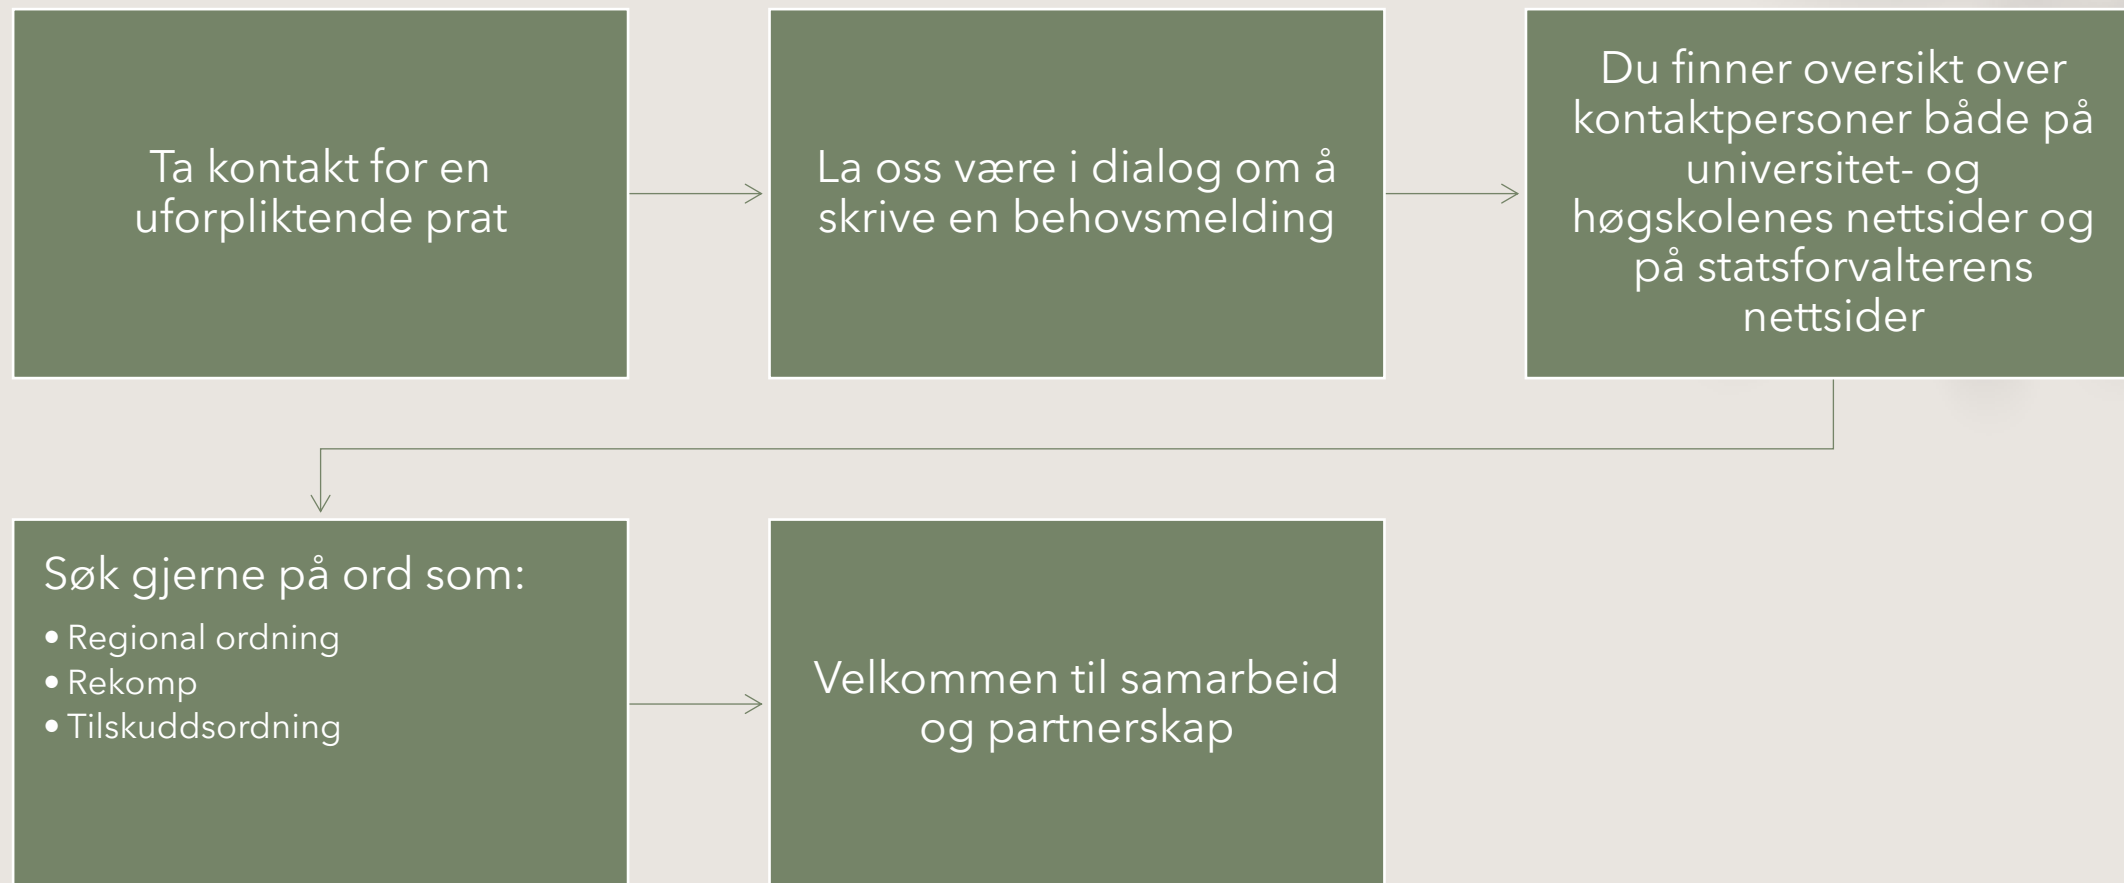 Ta kontakt for en
uforpliktende prat
La oss være i dialog om å
skrive en behovsmelding
Du finner oversikt over
kontaktpersoner både på
universitet- og
høgskolenes nettsider og
på statsforvalterens
nettsider
Søk gjerne på ord som:
• Regional ordning
• Rekomp
• Tilskuddsordning
Velkommen til samarbeid
og partnerskap